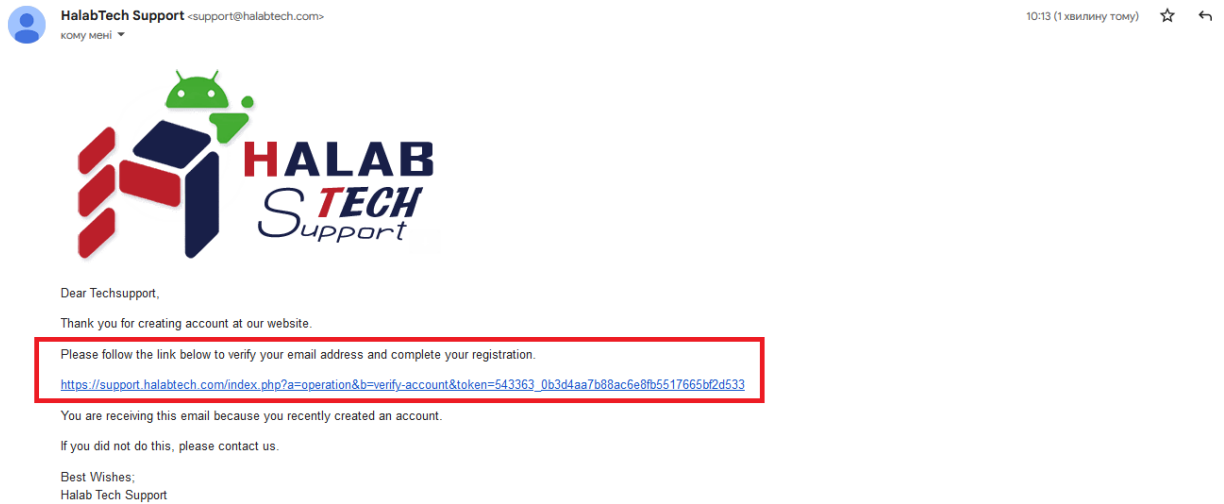 HalabTech Support <support@halabtech.com>
10:13 (1 хвилину тому)
кому мені
HALAB
TECH
Support
Dear Techsupport,
Thank you for creating account at our website.
Please follow the link below to verify your email address and complete your registration.
https://support.halabtech.com/index.php?a=operation&b=verify-account&token=543363_0b3d4aa7b88ac6e8fb5517665bf2d533
You are receiving this email because you recently created an account.
If you did not do this, please contact us.
Best Wishes;
Halab Tech Support